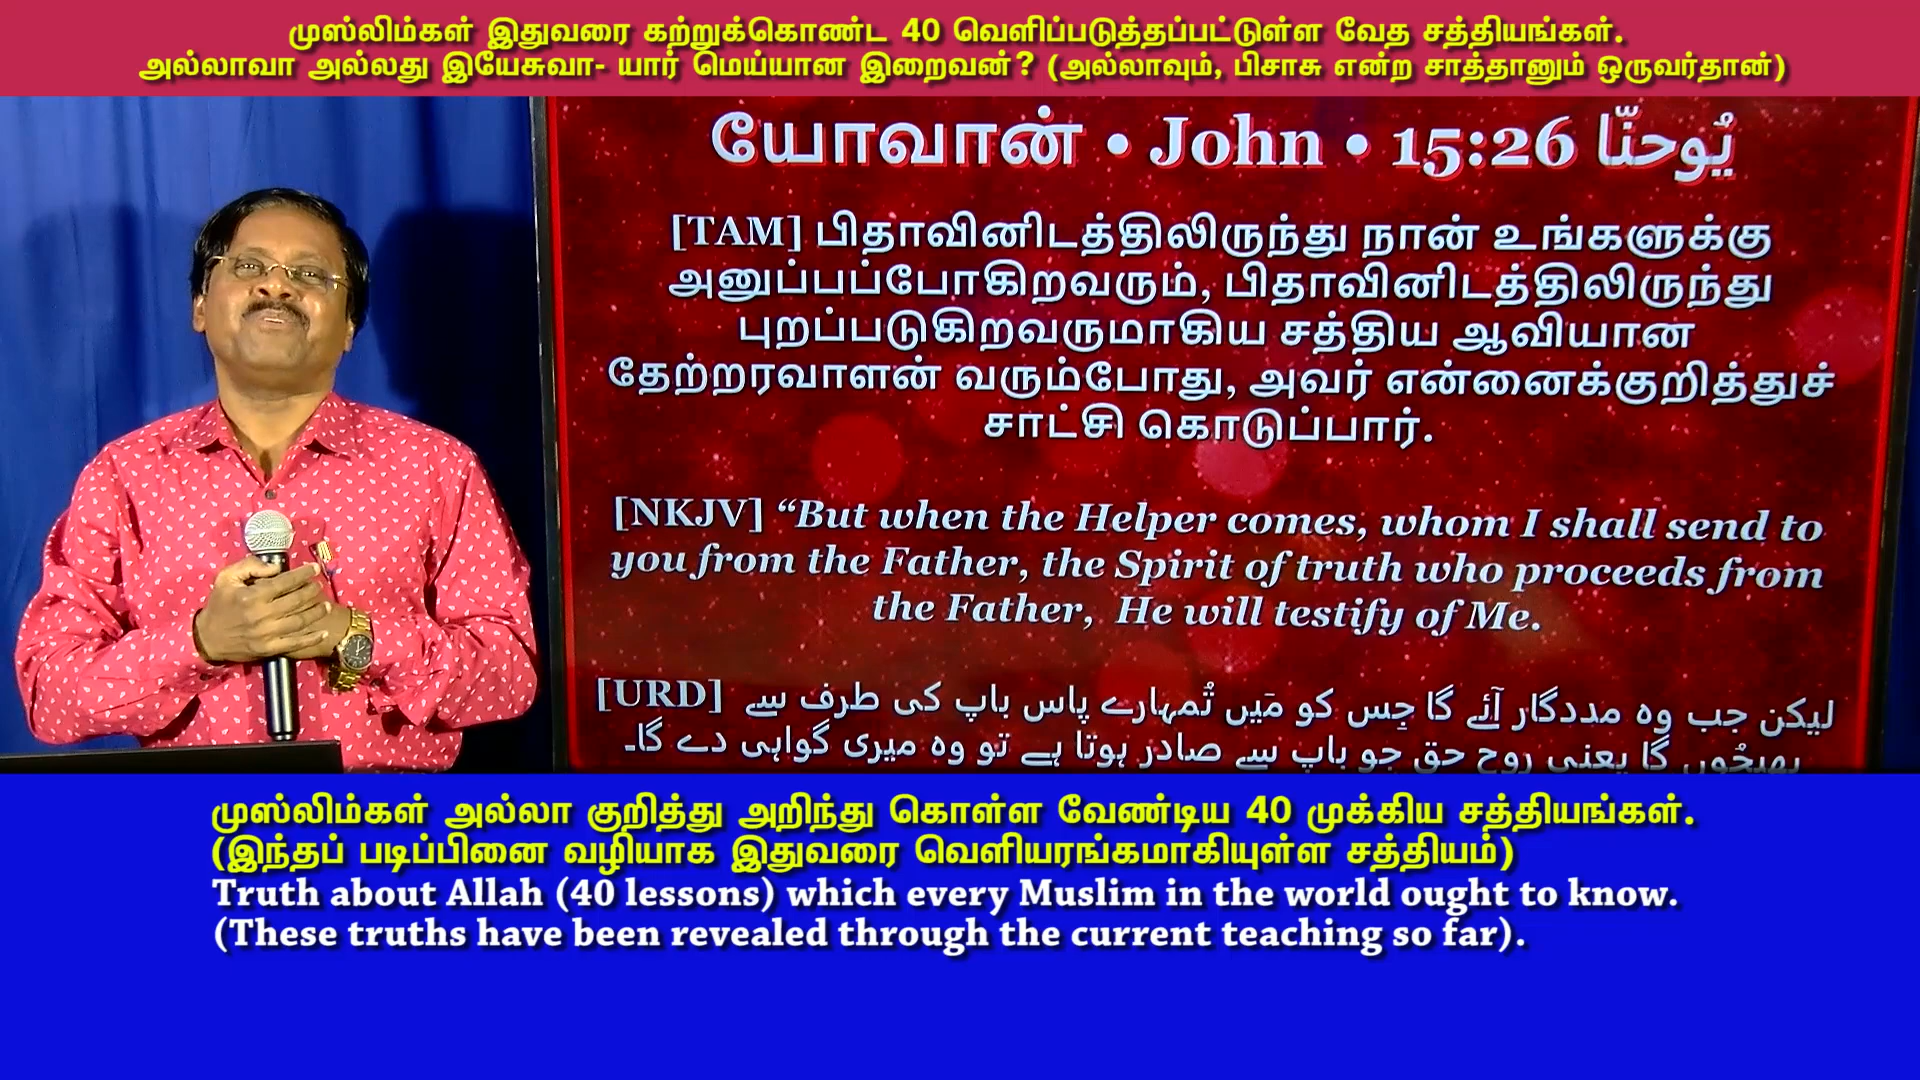 முஸ்லிம்கள் இதுவரை கற்றுக்கொண்ட 40 வெளிப்படுத்தப்பட்டுள்ள வேத சத்தியங்கள்.
அல்லாவா அல்லது இயேசுவா- யார் மெய்யான இறைவன்? (அல்லாவும், பிசாசு என்ற சாத்தானும் ஒருவர்தான்)
யோவான் • John • 15:26 يُوحنّا
[TAM] பிதாவினிடத்திலிருந்து நான் உங்களுக்கு
அனுப்பப்போகிறவரும், பிதாவினிடத்திலிருந்து
புறப்படுகிறவருமாகிய சத்திய ஆவியான
தேற்றரவாளன் வரும்போது, அவர் என்னைக்குறித்துச்
சாட்சி கொடுப்பார்.
[NKJV] “But when the Helper comes, whom I shall send to
you from the Father, the Spirit of truth who proceeds from
the Father, He will testify of Me.
[URD] لیکن جب وہ مددگار آئے گا جِس کو مَیں تُمہارے پاس باپ کی طرف سے
بھیجُوں گا یعنی روحِ حق جو باپ سے صادر ہوتا ہے تو وہ میری گواہی دے گا۔
முஸ்லிம்கள் அல்லா குறித்து அறிந்து கொள்ள வேண்டிய 40 முக்கிய சத்தியங்கள்.
(இந்தப் படிப்பினை வழியாக இதுவரை வெளியரங்கமாகியுள்ள சத்தியம்)
Truth about Allah (40 lessons) which every Muslim in the world ought to know.
(These truths have been revealed through the current teaching so far).